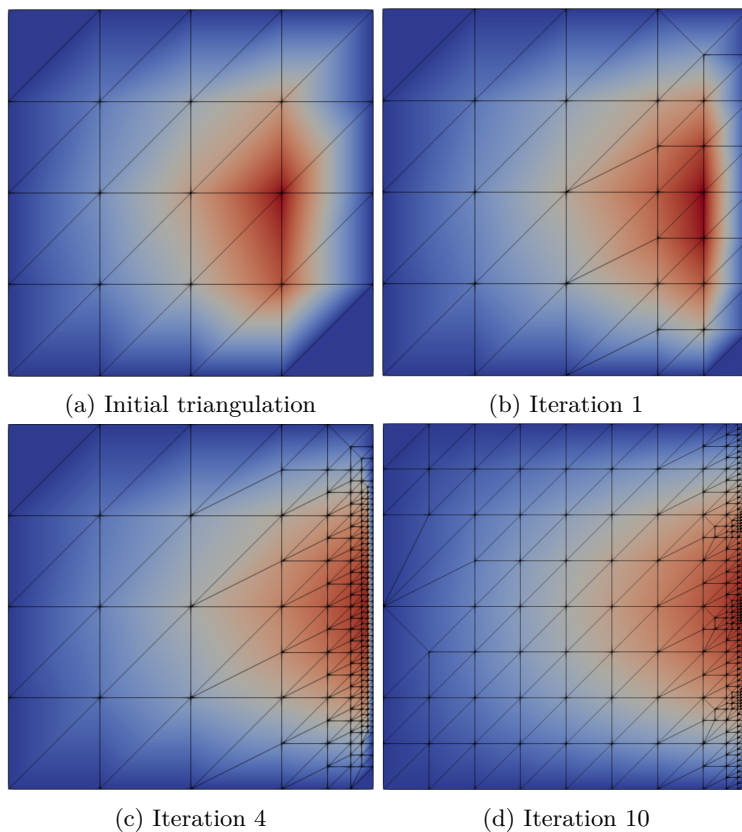 (a) Initial triangulation
(b) Iteration 1
(c) Iteration 4
(d) Iteration 10